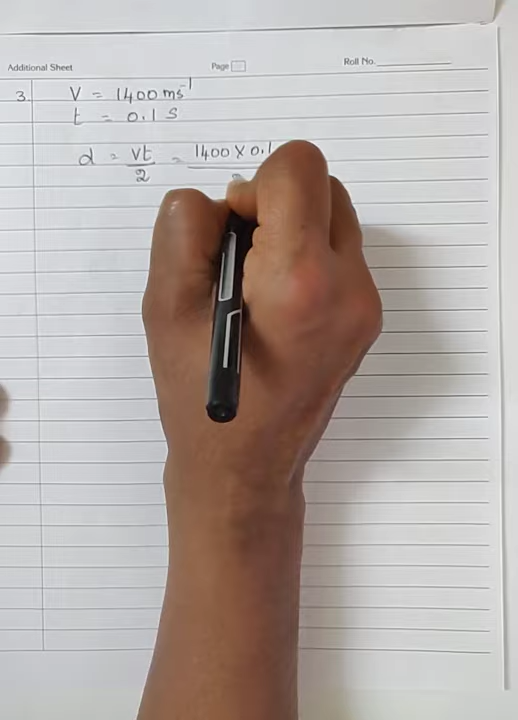 Additional Sheet Page Roll No.
3. V = 1400 ms⁻¹
t = 0.1 s
d = vt/2 = 1400 × 0.1